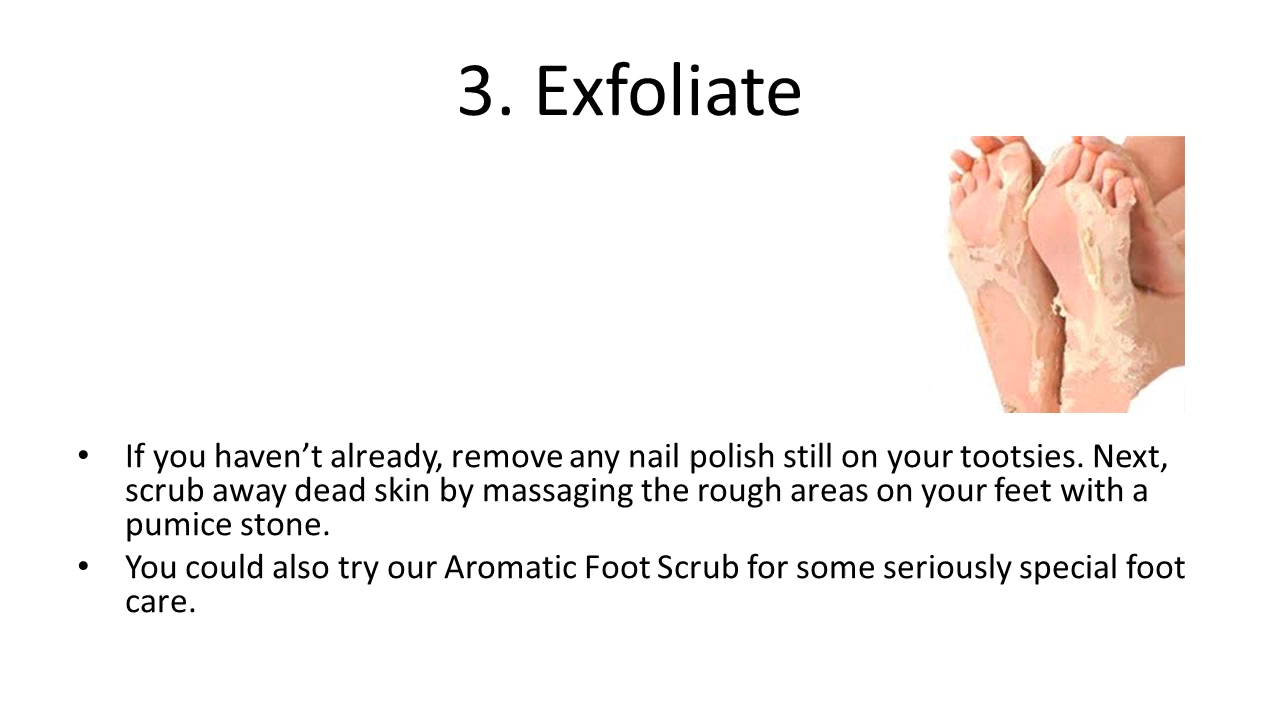 3. Exfoliate
• If you haven’t already, remove any nail polish still on your tootsies. Next,
scrub away dead skin by massaging the rough areas on your feet with a
pumice stone.
• You could also try our Aromatic Foot Scrub for some seriously special foot
care.